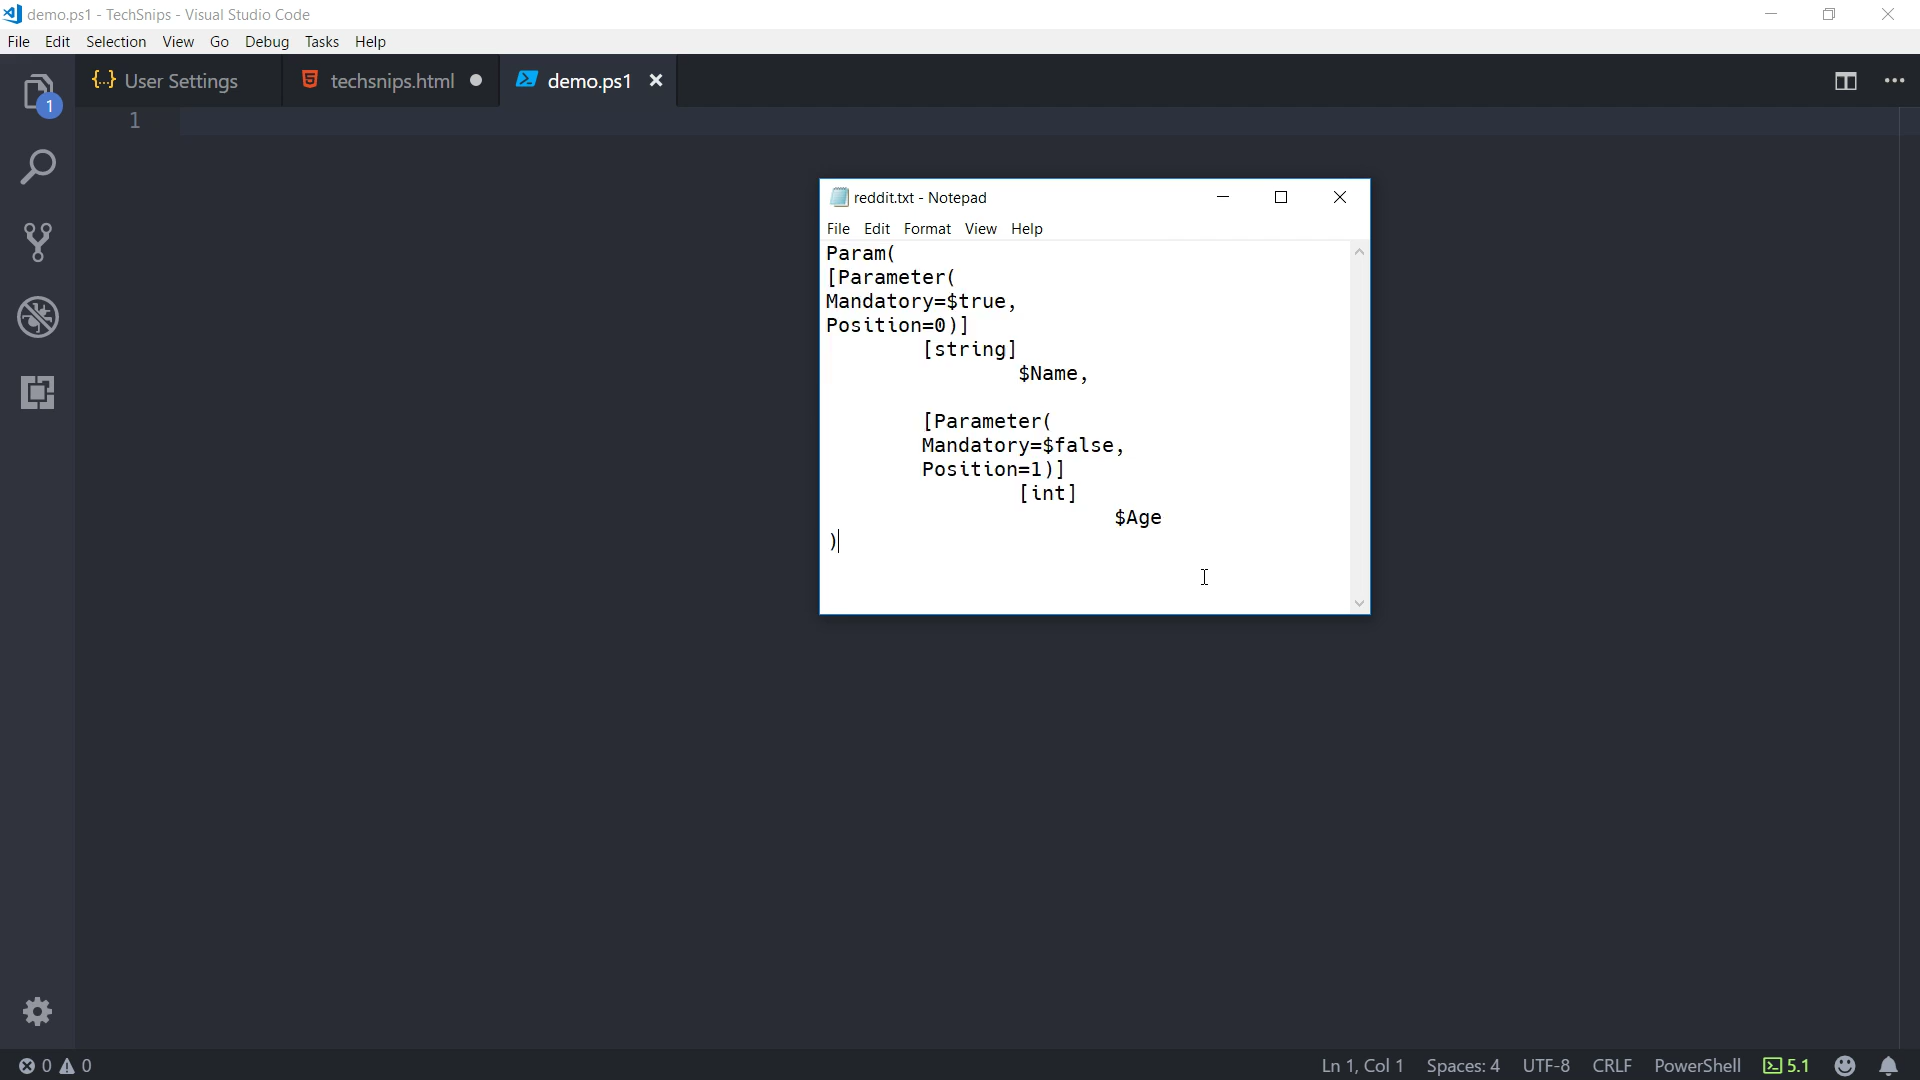 demo.ps1 - TechSnips - Visual Studio Code
File Edit Selection View Go Debug Tasks Help
1
{..} User Settings
techsnips.html
demo.ps1
1
reddit.txt - Notepad
File Edit Format View Help
Param(
[Parameter(
Mandatory=$true,
Position=0)]
[string]
$Name,
[Parameter(
Mandatory=$false,
Position=1)]
[int]
$Age
)
0 0
Ln 1, Col 1 Spaces: 4 UTF-8 CRLF PowerShell 5.1